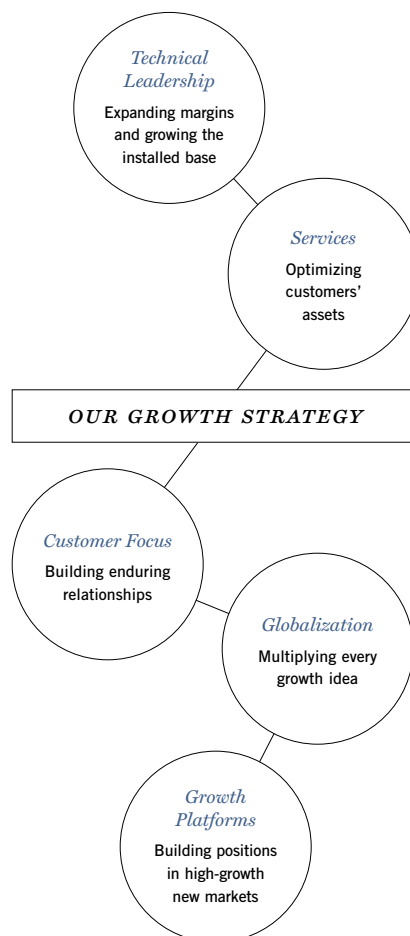 Technical
Leadership
Expanding margins
and growing the
installed base
Services
Optimizing
customers’
assets
OUR GROWTH STRATEGY
Customer Focus
Building enduring
relationships
Globalization
Multiplying every
growth idea
Growth
Platforms
Building positions
in high-growth
new markets